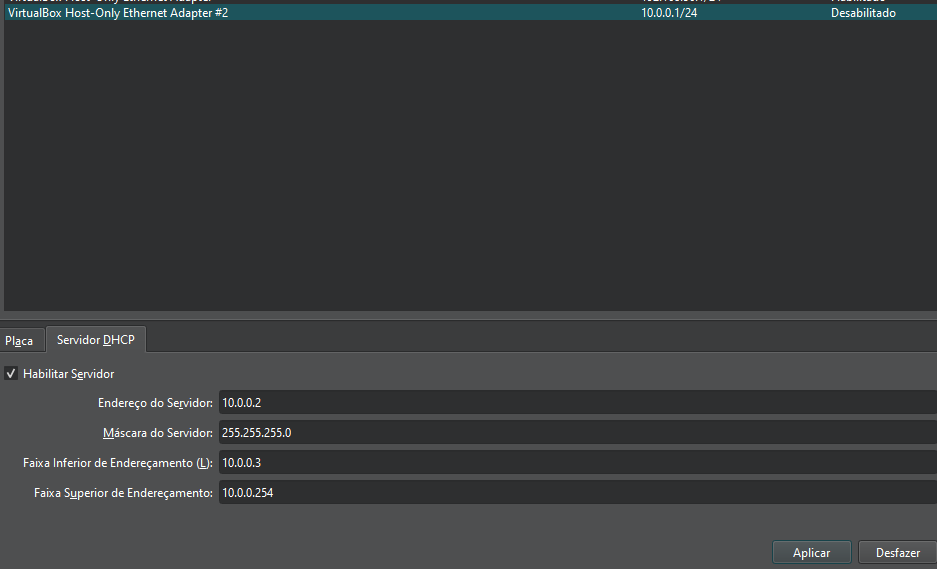 VirtualBox Host-Only Ethernet Adapter #2 10.0.0.1/24 Desabilitado
Placa Servidor DHCP
Habilitar Servidor
Endereço do Servidor: 10.0.0.2
Máscara do Servidor: 255.255.255.0
Faixa Inferior de Endereçamento (L): 10.0.0.3
Faixa Superior de Endereçamento: 10.0.0.254
Aplicar Desfazer